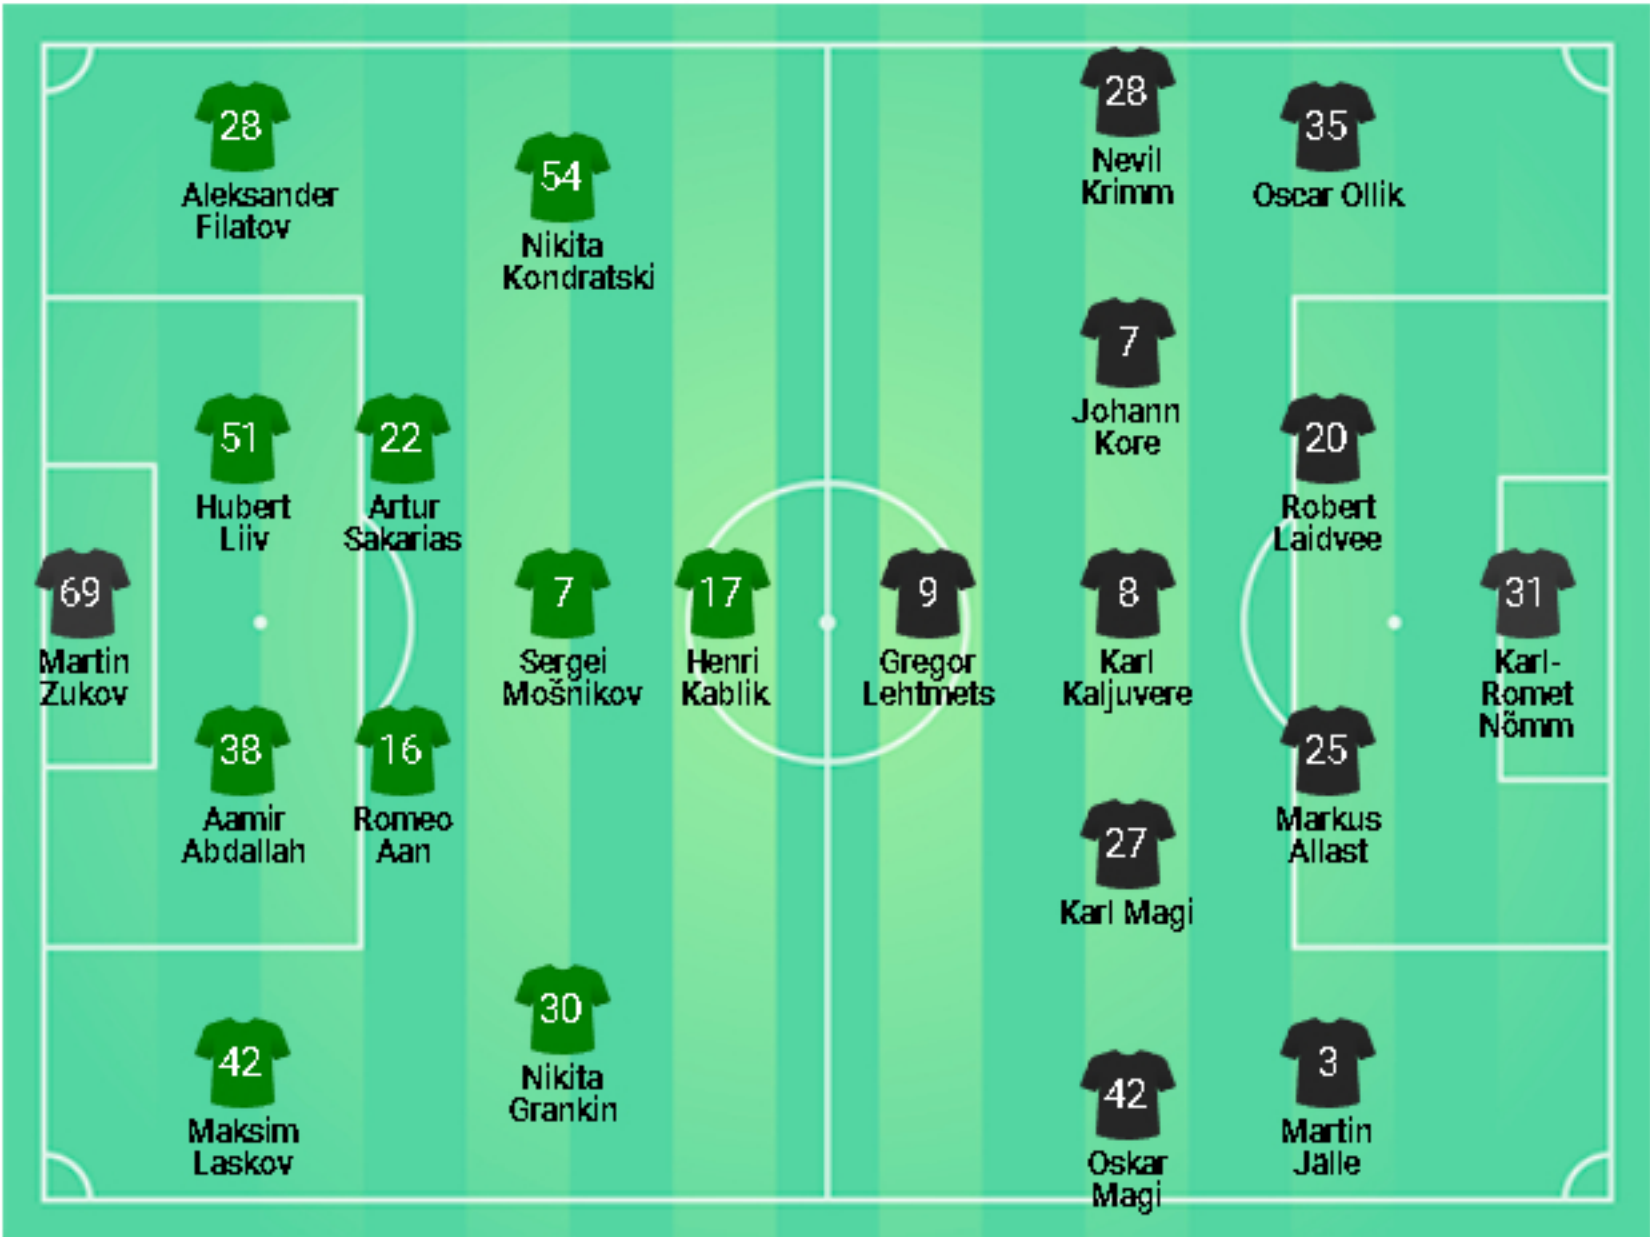 28
Aleksander
Filatov
51
Hubert
Liiv
22
Artur
Sakarias
69
Martin
Zukov
38
Aamir
Abdallah
16
Romeo
Aan
42
Maksim
Laskov
54
Nikita
Kondratski
7
Sergei
Mošnikov
30
Nikita
Grankin
17
Henri
Kablik
9
Gregor
Lehtmets
28
Nevil
Krimm
7
Johann
Kore
8
Karl
Kaljuvere
27
Karl Magi
42
Oskar
Magi
35
Oscar Ollik
20
Robert
Laidvee
25
Markus
Allast
3
Martin
Jälle
31
Karl-
Romet
Nõmm